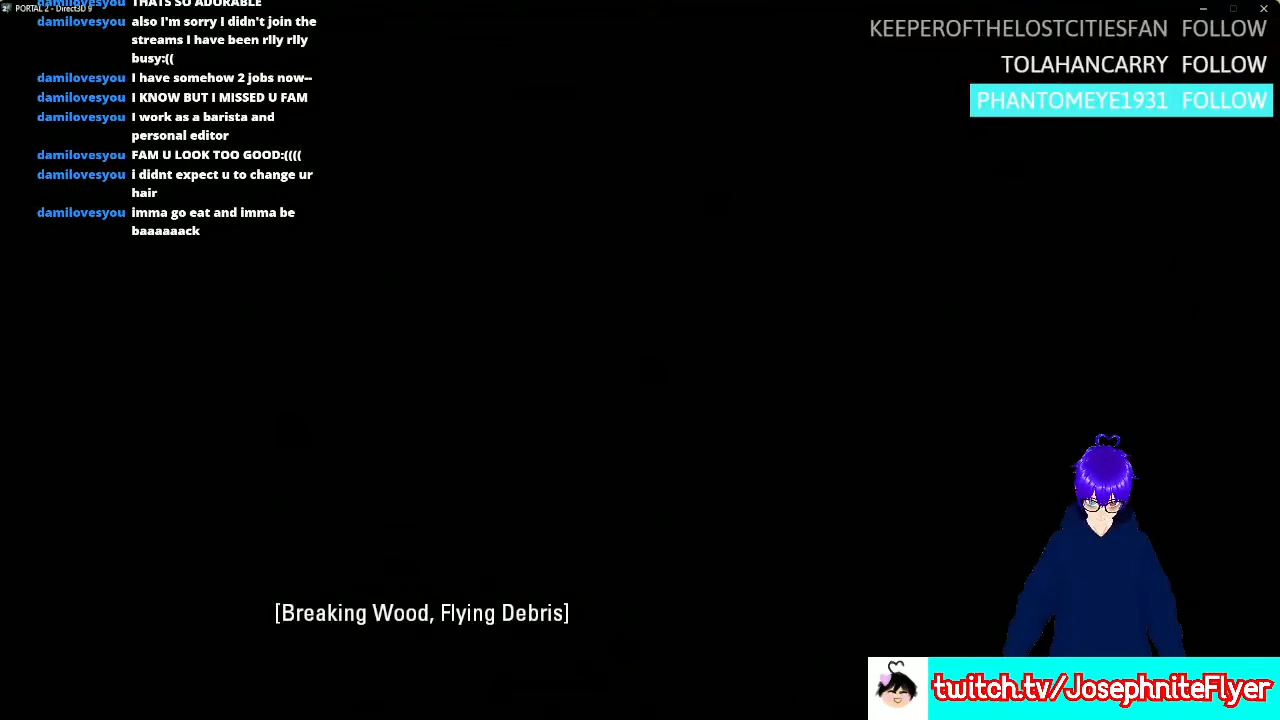 PORTAL 2 - Direct3D 9
damilovesyou THATS SO ADORABLE
damilovesyou also I'm sorry I didn't join the
streams I have been rlly rlly
busy:((
damilovesyou I have somehow 2 jobs now--
damilovesyou I KNOW BUT I MISSED U FAM
damilovesyou I work as a barista and
personal editor
damilovesyou FAM U LOOK TOO GOOD:((((
damilovesyou i didnt expect u to change ur
hair
damilovesyou imma go eat and imma be
baaaaaack
KEEPEROFTHELOSTCITIESFAN FOLLOW
TOLAHANCARRY FOLLOW
PHANTOMEYE1931 FOLLOW
[Breaking Wood, Flying Debris]
twitch.tv/JosephniteFlyer